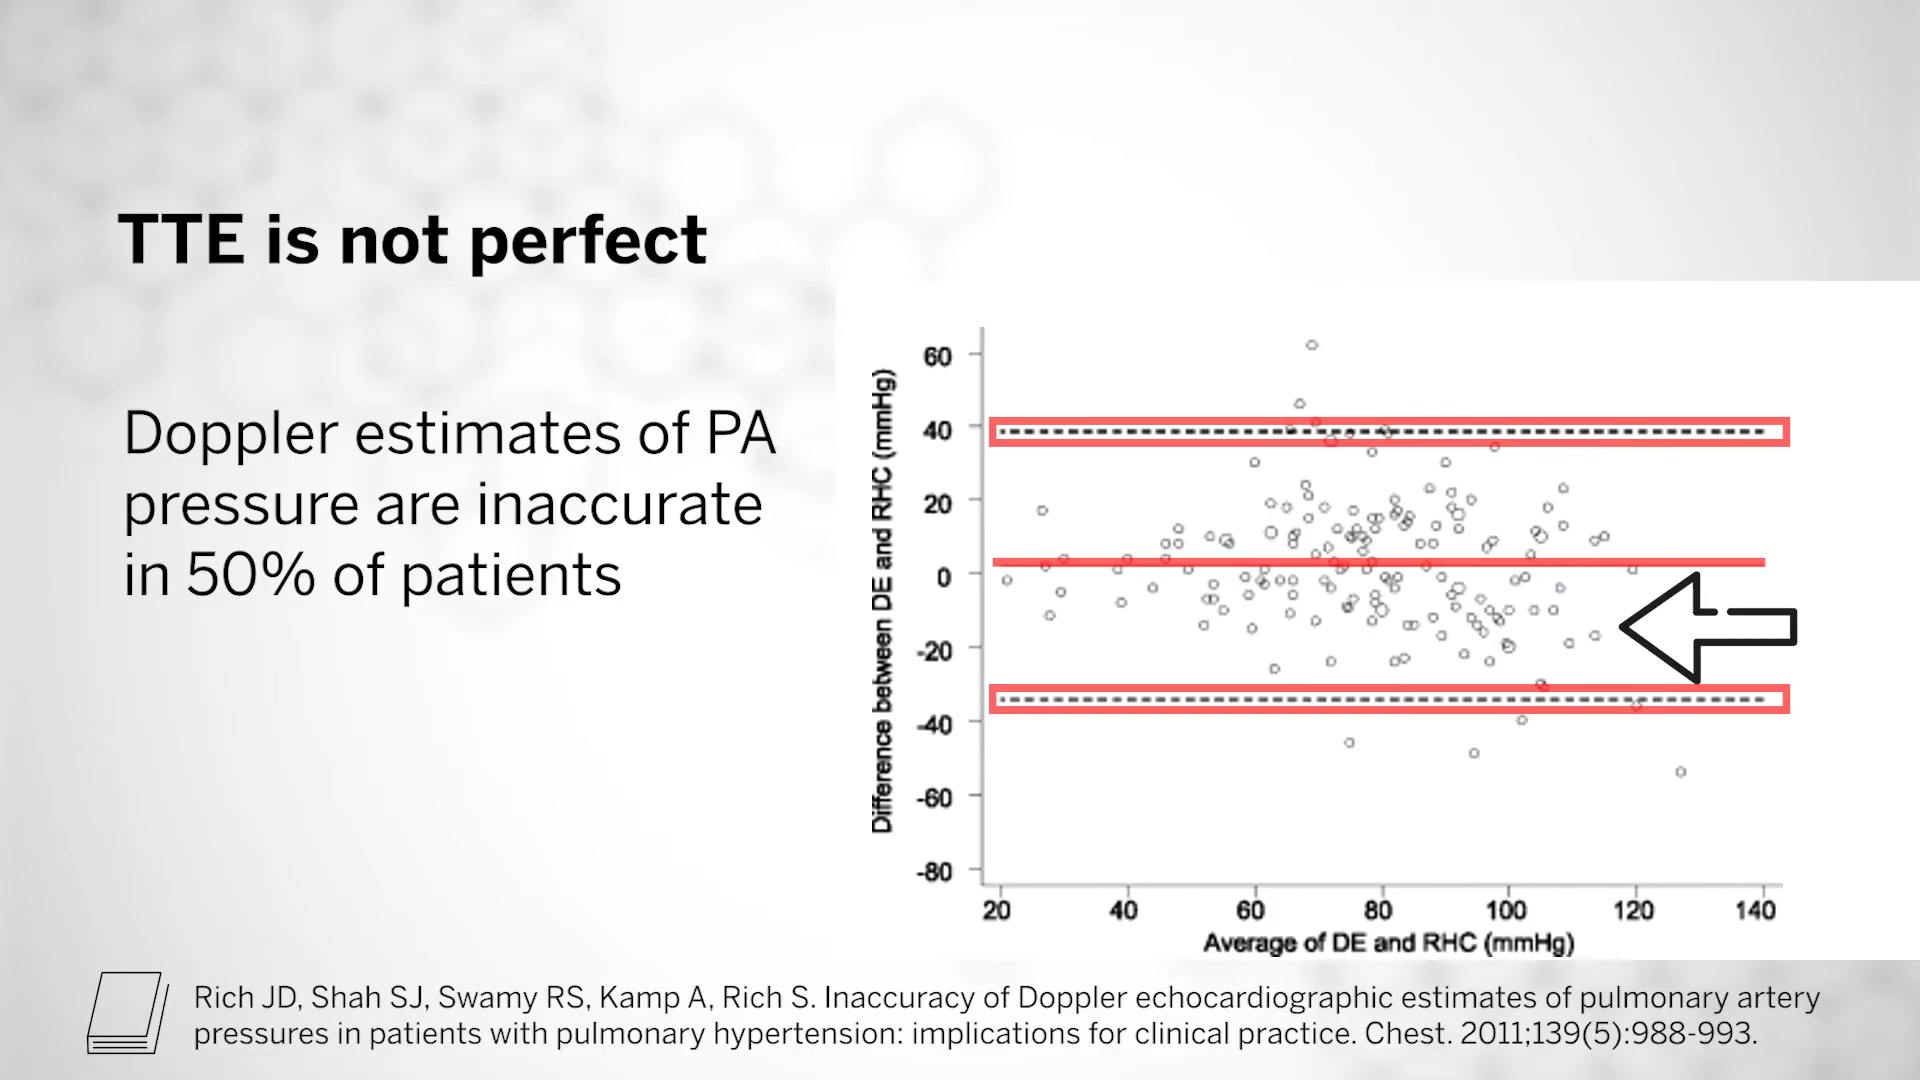 TTE is not perfect
Doppler estimates of PA
pressure are inaccurate
in 50% of patients
Difference between DE and RHC (mmHg)
60
40
20
0
-20
-40
-60
-80
20 40 60 80 100 120 140
Average of DE and RHC (mmHg)
Rich JD, Shah SJ, Swamy RS, Kamp A, Rich S. Inaccuracy of Doppler echocardiographic estimates of pulmonary artery
pressures in patients with pulmonary hypertension: implications for clinical practice. Chest. 2011;139(5):988-993.